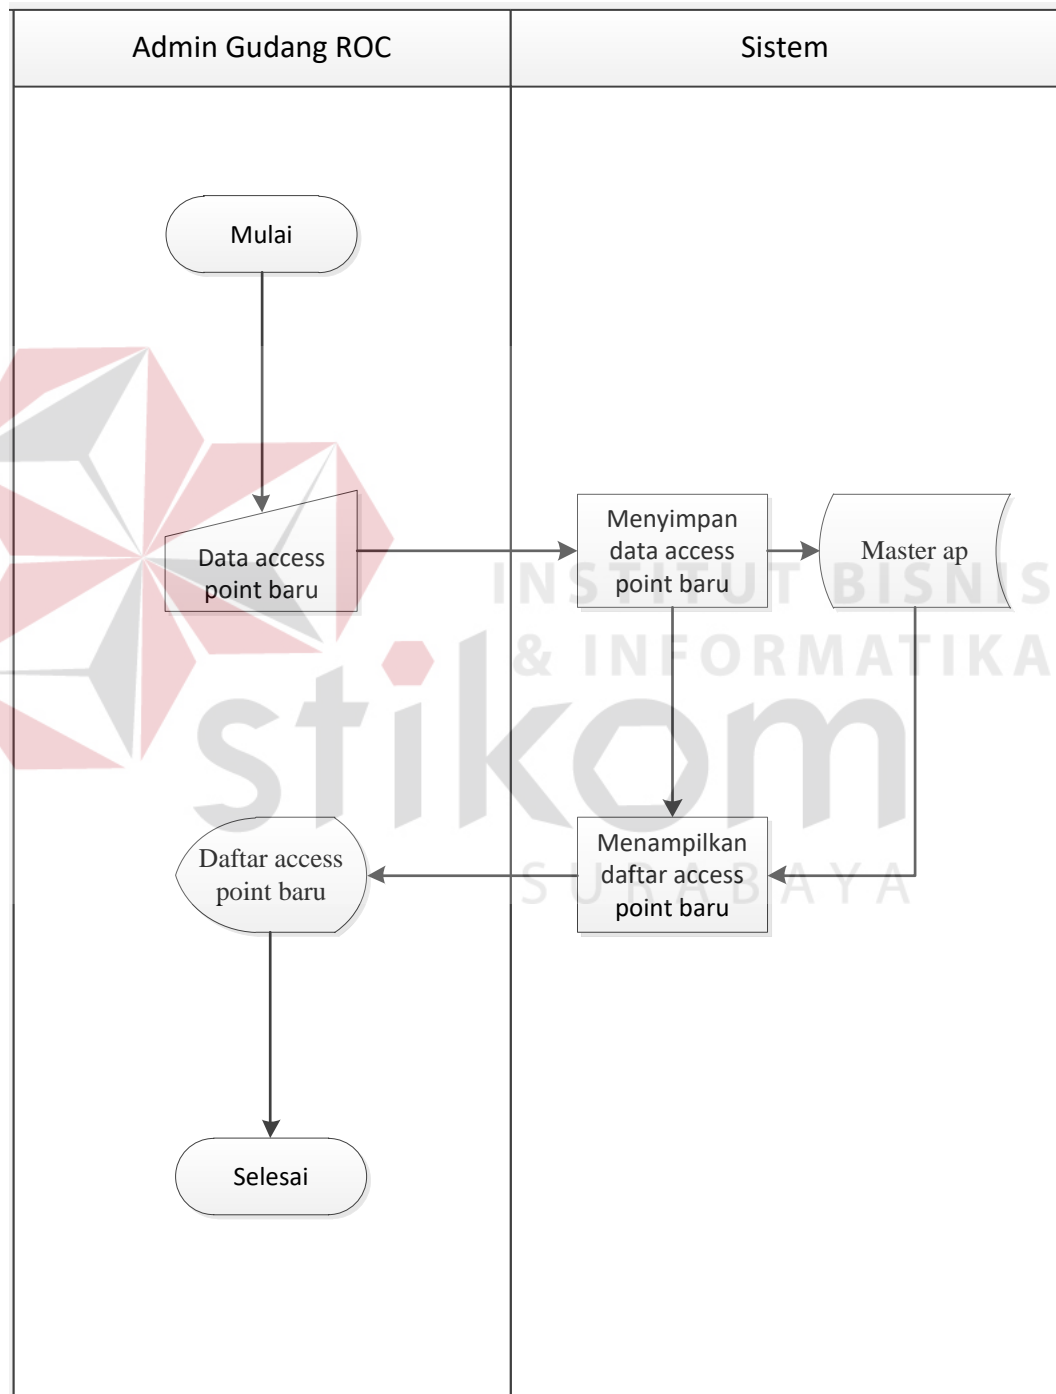 Admin Gudang ROC
Sistem
Mulai
Data access
point baru
Menyimpan
data access
point baru
Master ap
INSTITUT BISNIS
& INFORMATIKA
stikom
SURABAYA
Daftar access
point baru
Menampilkan
daftar access
point baru
Selesai